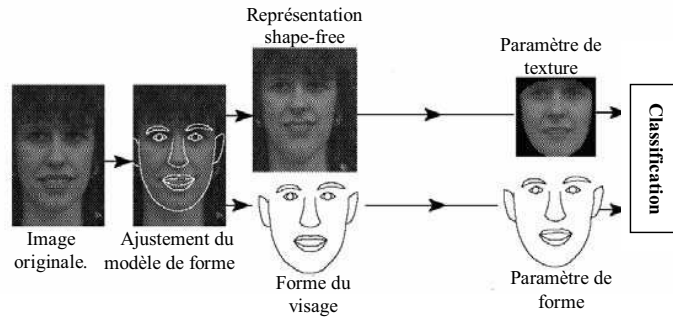 Représentation
shape-free
Paramètre de
texture
Classification
Image
originale.
Ajustement du
modèle de forme
Forme du
visage
Paramètre de
forme